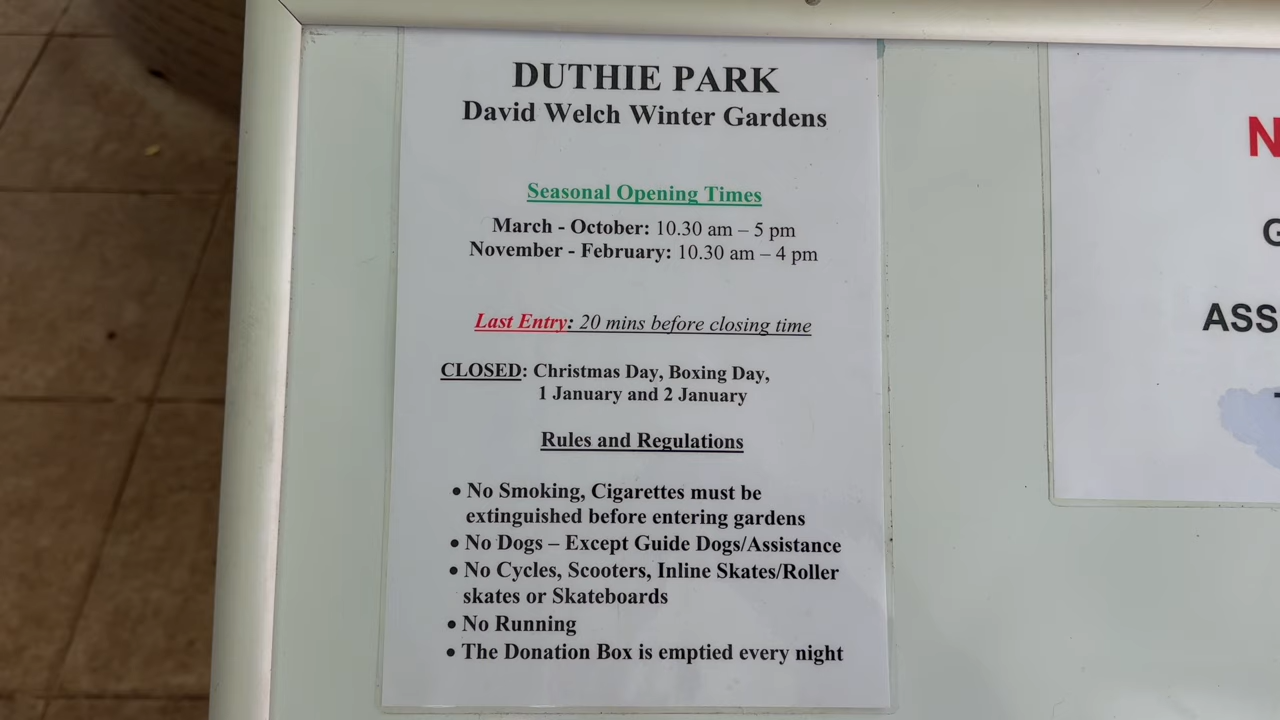 DUTHIE PARK
David Welch Winter Gardens
Seasonal Opening Times
March - October: 10.30 am – 5 pm
November - February: 10.30 am – 4 pm
Last Entry: 20 mins before closing time
CLOSED: Christmas Day, Boxing Day,
1 January and 2 January
Rules and Regulations
• No Smoking, Cigarettes must be
extinguished before entering gardens
• No Dogs – Except Guide Dogs/Assistance
• No Cycles, Scooters, Inline Skates/Roller
skates or Skateboards
• No Running
• The Donation Box is emptied every night
N
G
ASS